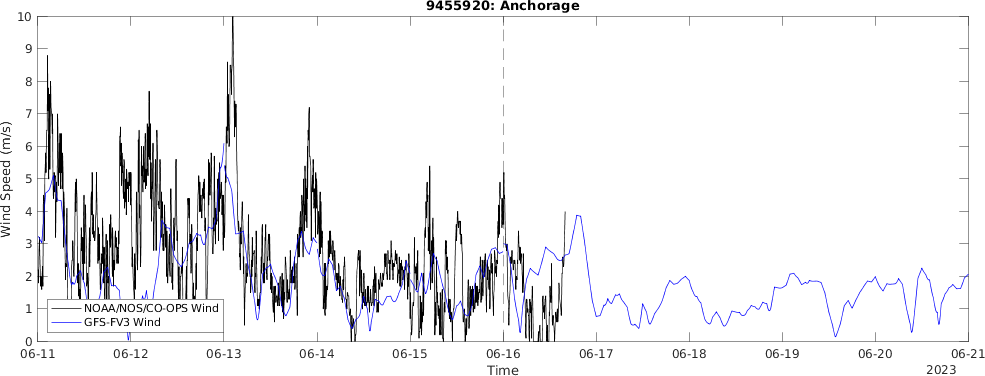 9455920: Anchorage
Wind Speed (m/s)
10
9
8
7
6
5
4
3
2
1
0
NOAA/NOS/CO-OPS Wind
GFS-FV3 Wind
06-11 06-12 06-13 06-14 06-15 06-16 06-17 06-18 06-19 06-20 06-21
Time
2023